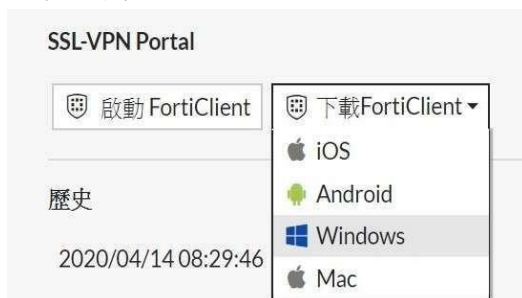 SSL-VPN Portal
啟動 FortiClient
下載FortiClient
iOS
Android
Windows
Mac
歷史
2020/04/14 08:29:46